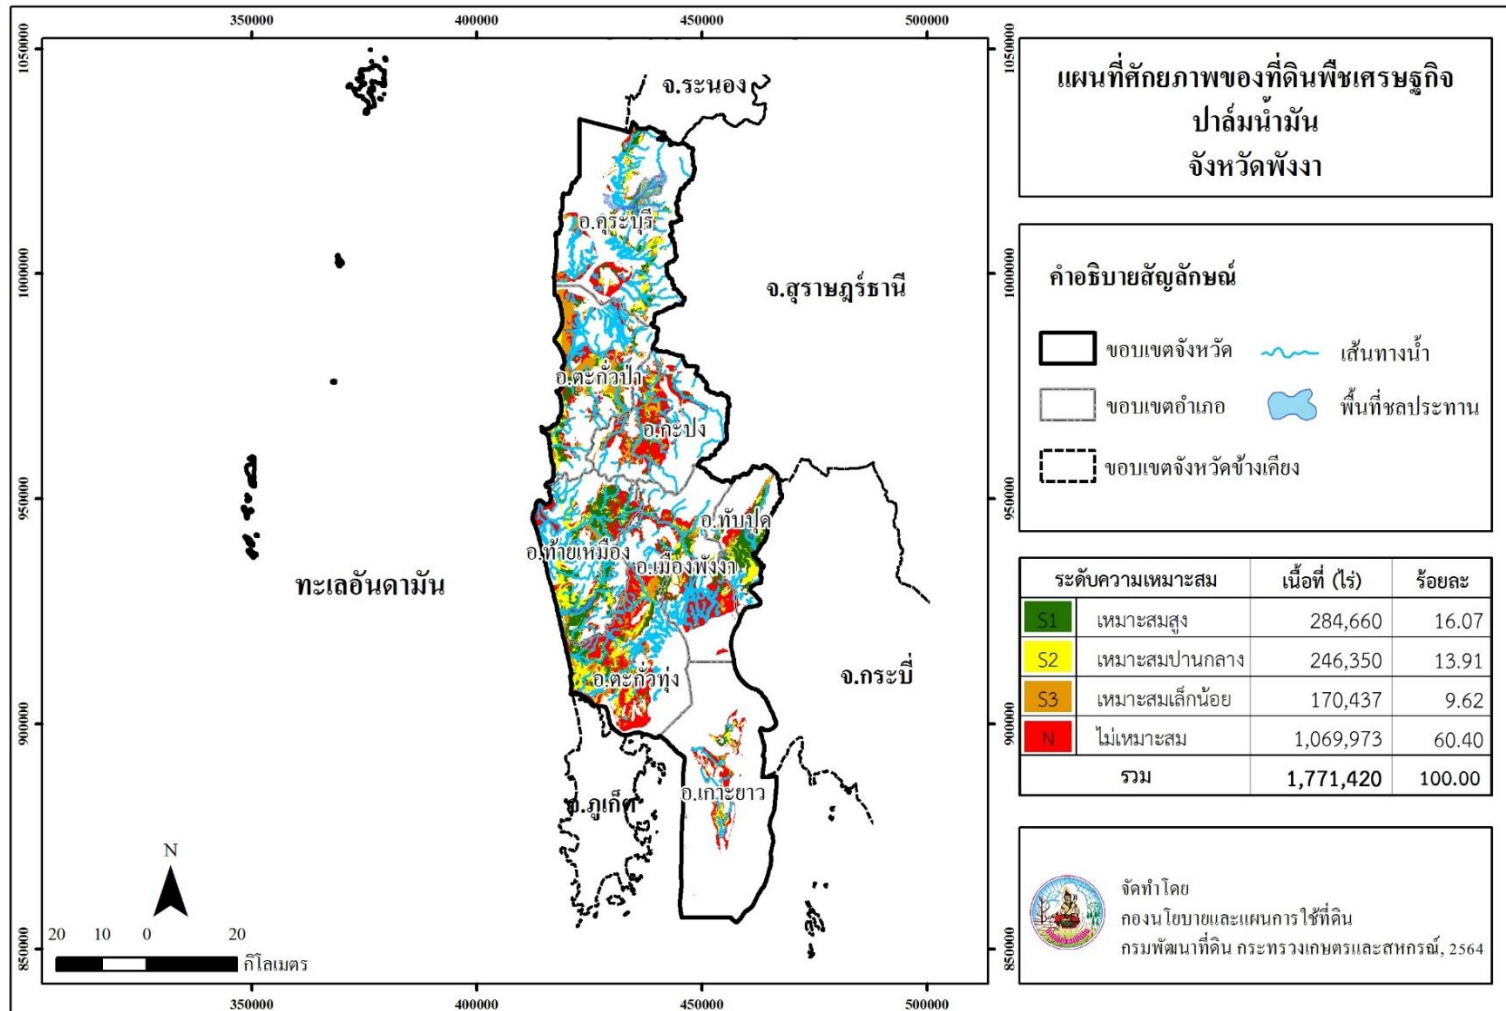 แผนที่ศักยภาพของที่ดินพืชเศรษฐกิจ
ปาล์มน้ำมัน
จังหวัดพังงา
350000 400000 450000 500000
1050000 1050000
จ.ระนอง
อ.คุระบุรี
1000000 1000000
จ.สุราษฎร์ธานี
อ.ตะกั่วป่า
อ.กะปง
950000 950000
อ.ทับปุด
อ.ท้ายเหมือง
อ.เมืองพังงา
ทะเลอันดามัน
จ.กระบี่
อ.ตะกั่วทุ่ง
900000 900000
อ.เกาะยาว
จ.ภูเก็ต
N
20 10 0 20
กิโลเมตร
850000 850000
350000 400000 450000 500000
คำอธิบายสัญลักษณ์
ขอบเขตจังหวัด เส้นทางน้ำ
ขอบเขตอำเภอ พื้นที่ชลประทาน
ขอบเขตจังหวัดข้างเคียง
ระดับความเหมาะสม เนื้อที่ (ไร่) ร้อยละ
S1 เหมาะสมสูง 284,660 16.07
S2 เหมาะสมปานกลาง 246,350 13.91
S3 เหมาะสมเล็กน้อย 170,437 9.62
N ไม่เหมาะสม 1,069,973 60.40
รวม 1,771,420 100.00
จัดทำโดย
กองนโยบายและแผนการใช้ที่ดิน
กรมพัฒนาที่ดิน กระทรวงเกษตรและสหกรณ์, 2564